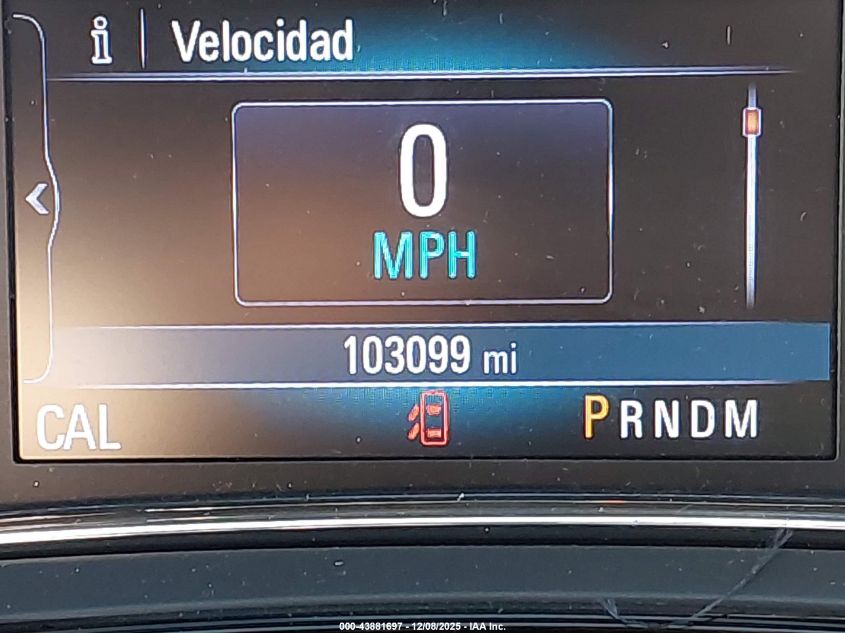 i Velocidad
0
MPH
103099 mi
CAL PRNDM
000-43881697 - 12/08/2025 - IAA Inc.